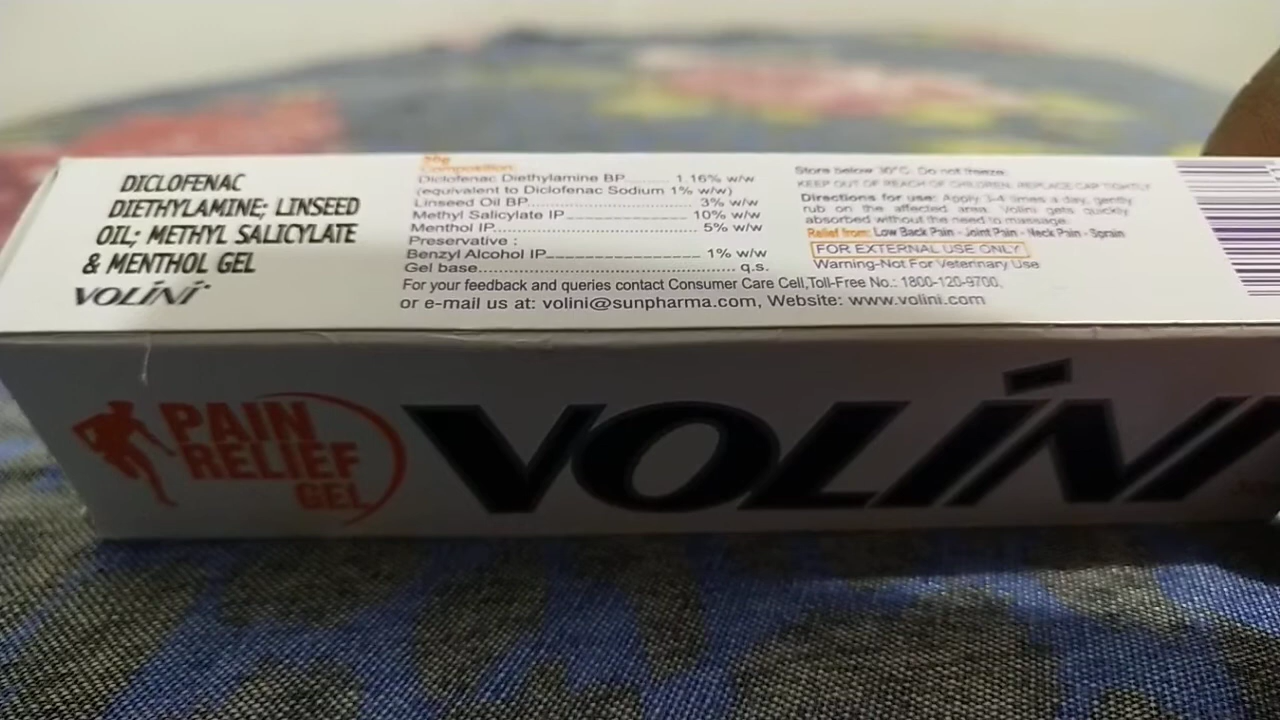 DICLOFENAC
DIETHYLAMINE; LINSEED
OIL; METHYL SALICYLATE
& MENTHOL GEL
VOLÍNÍ
30g
Composition:
Diclofenac Diethylamine BP....... 1.16% w/w
(equivalent to Diclofenac Sodium 1% w/w)
Linseed Oil BP............................ 3% w/w
Methyl Salicylate IP.................... 10% w/w
Menthol IP................................. 5% w/w
Preservative :
Benzyl Alcohol IP........................ 1% w/w
Gel base..................................... q.s.
For your feedback and queries contact Consumer Care Cell,Toll-Free No.: 1800-120-9700,
or e-mail us at: volini@sunpharma.com, Website: www.volini.com
Store below 30°C. Do not freeze.
KEEP OUT OF REACH OF CHILDREN. REPLACE CAP TIGHTLY
Directions for use: Apply 3-4 times a day, gently
rub on the affected area. Volini gets quickly
absorbed without the need to massage.
Relief from: Low Back Pain - Joint Pain - Neck Pain - Sprain
FOR EXTERNAL USE ONLY
Warning-Not For Veterinary Use
PAIN
RELIEF
GEL
VOLÍNÍ